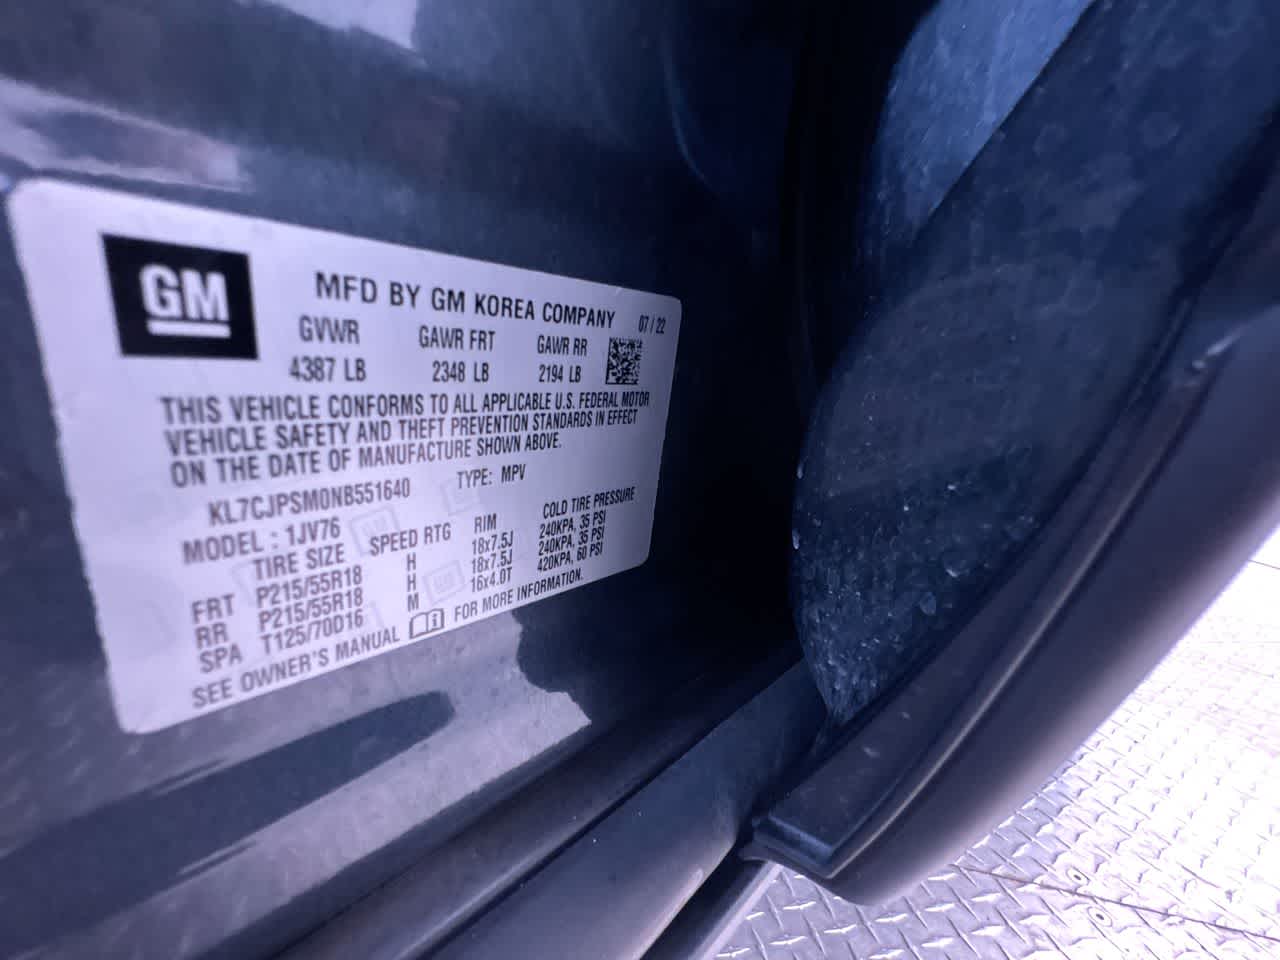 GM
MFD BY GM KOREA COMPANY 07/22
GVWR GAWR FRT GAWR RR
4387 LB 2348 LB 2194 LB
THIS VEHICLE CONFORMS TO ALL APPLICABLE U.S. FEDERAL MOTOR
VEHICLE SAFETY AND THEFT PREVENTION STANDARDS IN EFFECT
ON THE DATE OF MANUFACTURE SHOWN ABOVE.
KL7CJPSM0NB551640 TYPE: MPV
MODEL : 1JV76
TIRE SIZE SPEED RTG RIM COLD TIRE PRESSURE
FRT P215/55R18 H 18x7.5J 240KPA, 35 PSI
RR P215/55R18 H 18x7.5J 240KPA, 35 PSI
SPA T125/70D16 M 16x4.0T 420KPA, 60 PSI
SEE OWNER'S MANUAL FOR MORE INFORMATION.